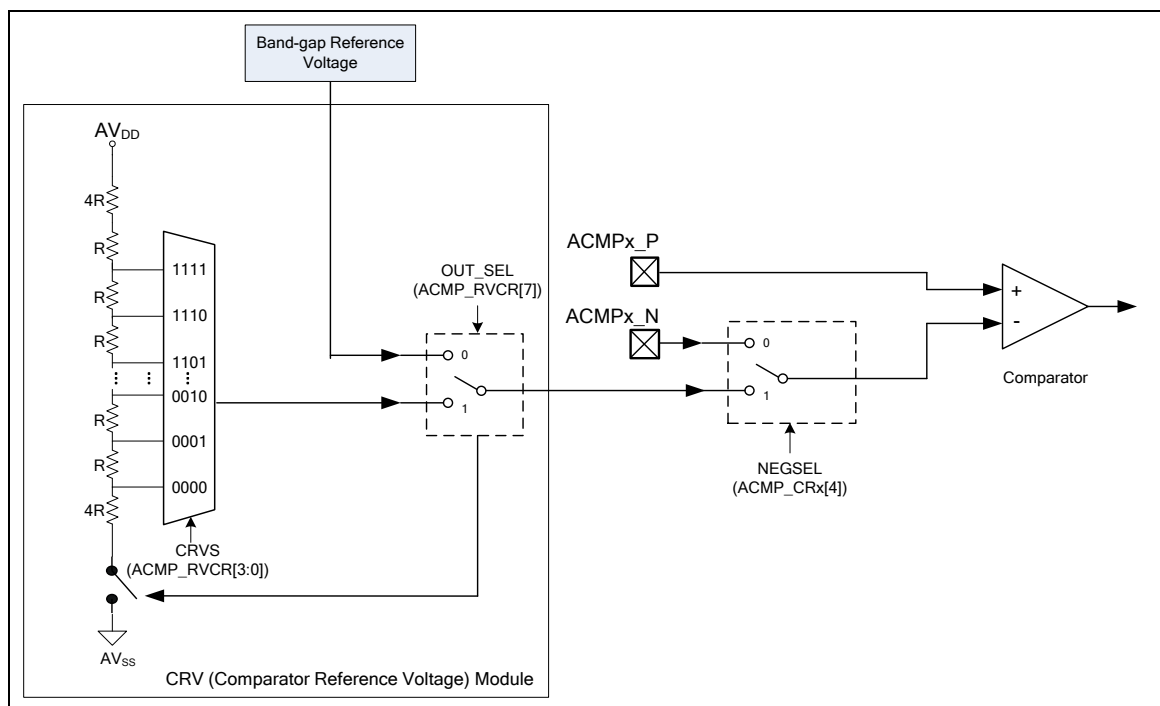 Band-gap Reference
Voltage
AVDD
4R
R
1111
R
1110
R
1101
⋮ ⋮ ⋮
0010
R
0001
R
0000
4R
CRVS
(ACMP_RVCR[3:0])
AVSS
OUT_SEL
(ACMP_RVCR[7])
0
1
CRV (Comparator Reference Voltage) Module
ACMPx_P
ACMPx_N
0
1
NEGSEL
(ACMP_CRx[4])
+
-
Comparator